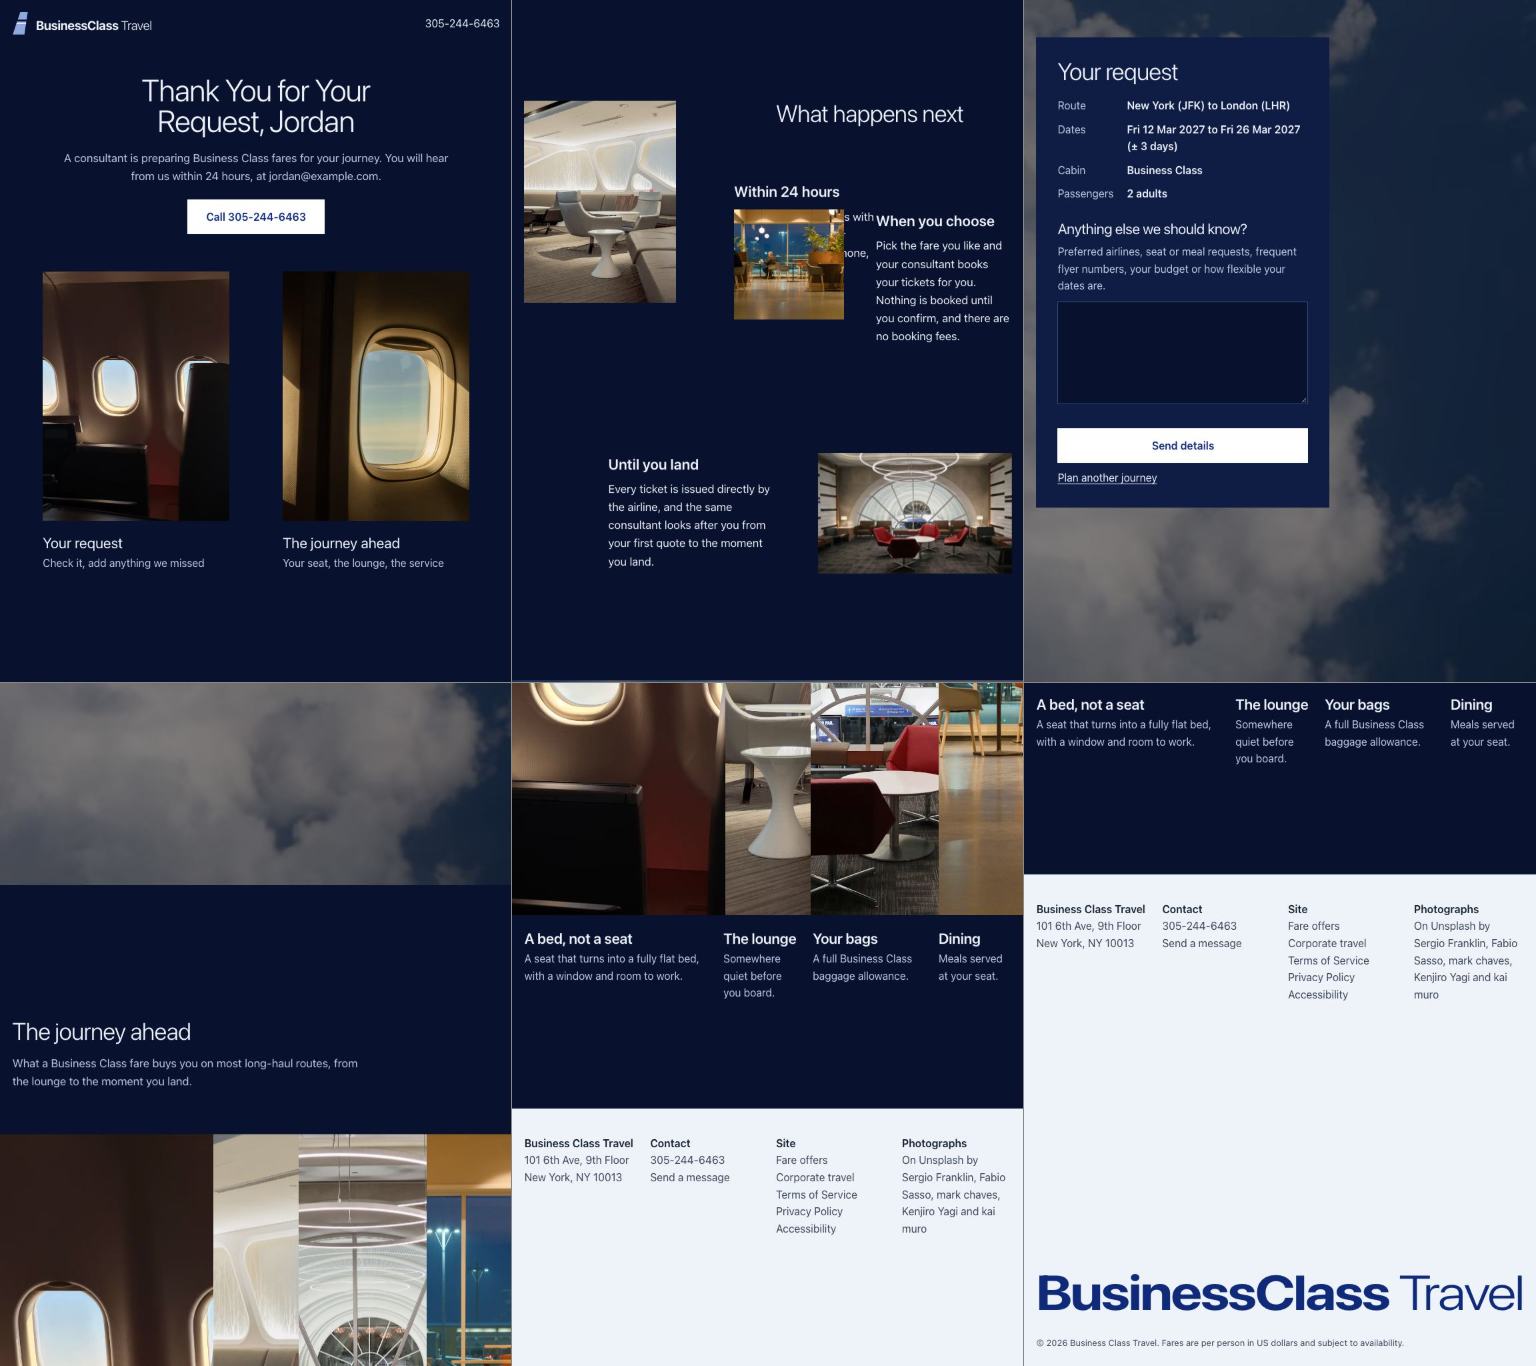 BusinessClass Travel
305-244-6463
Thank You for Your
Request, Jordan
A consultant is preparing Business Class fares for your journey. You will hear
from us within 24 hours, at jordan@example.com.
Call 305-244-6463
Your request
Check it, add anything we missed
The journey ahead
Your seat, the lounge, the service
What happens next
Within 24 hours
s with
one,
When you choose
Pick the fare you like and
your consultant books
your tickets for you.
Nothing is booked until
you confirm, and there are
no booking fees.
Until you land
Every ticket is issued directly by
the airline, and the same
consultant looks after you from
your first quote to the moment
you land.
Your request
Route New York (JFK) to London (LHR)
Dates Fri 12 Mar 2027 to Fri 26 Mar 2027
(± 3 days)
Cabin Business Class
Passengers 2 adults
Anything else we should know?
Preferred airlines, seat or meal requests, frequent
flyer numbers, your budget or how flexible your
dates are.
Send details
Plan another journey
The journey ahead
What a Business Class fare buys you on most long-haul routes, from
the lounge to the moment you land.
A bed, not a seat
A seat that turns into a fully flat bed,
with a window and room to work.
The lounge
Somewhere
quiet before
you board.
Your bags
A full Business Class
baggage allowance.
Dining
Meals served
at your seat.
Business Class Travel
101 6th Ave, 9th Floor
New York, NY 10013
Contact
305-244-6463
Send a message
Site
Fare offers
Corporate travel
Terms of Service
Privacy Policy
Accessibility
Photographs
On Unsplash by
Sergio Franklin, Fabio
Sasso, mark chaves,
Kenjiro Yagi and kai
muro
A bed, not a seat
A seat that turns into a fully flat bed,
with a window and room to work.
The lounge
Somewhere
quiet before
you board.
Your bags
A full Business Class
baggage allowance.
Dining
Meals served
at your seat.
Business Class Travel
101 6th Ave, 9th Floor
New York, NY 10013
Contact
305-244-6463
Send a message
Site
Fare offers
Corporate travel
Terms of Service
Privacy Policy
Accessibility
Photographs
On Unsplash by
Sergio Franklin, Fabio
Sasso, mark chaves,
Kenjiro Yagi and kai
muro
BusinessClass Travel
© 2026 Business Class Travel. Fares are per person in US dollars and subject to availability.